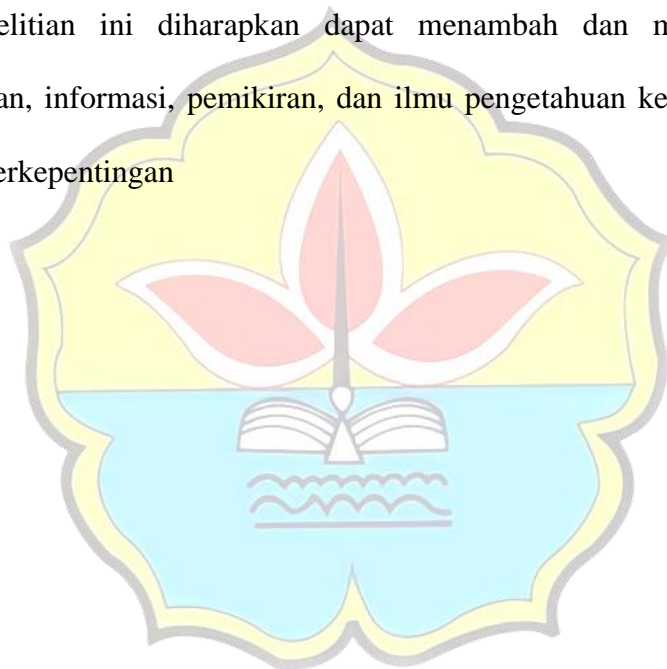 elitian ini diharapkan dapat menambah dan m
an, informasi, pemikiran, dan ilmu pengetahuan ke
erkepentingan